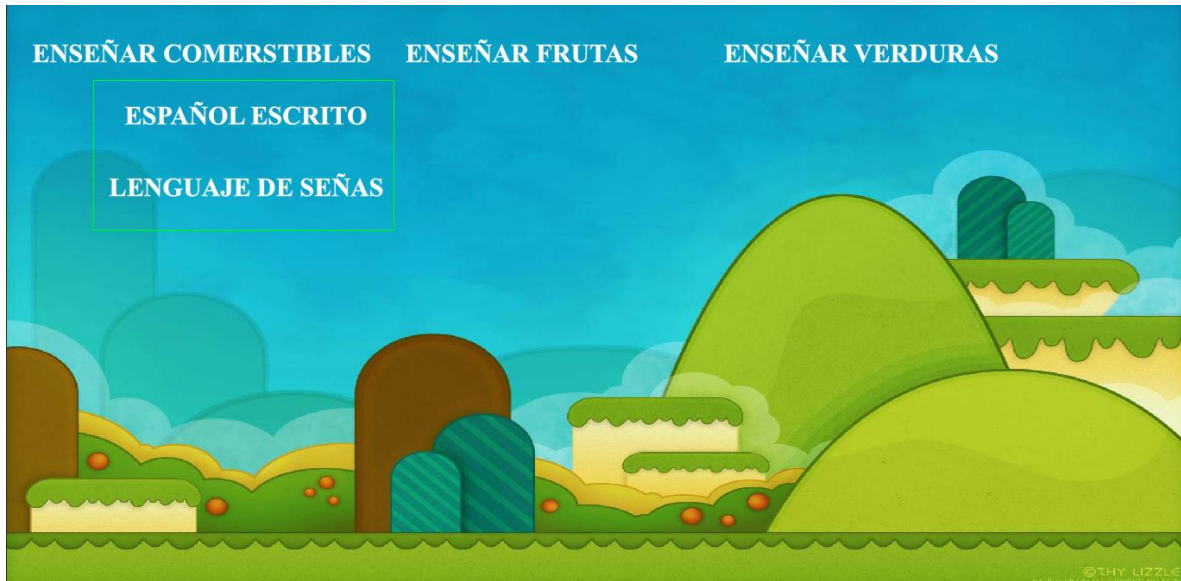 ENSEÑAR COMERSTIBLES ENSEÑAR FRUTAS ENSEÑAR VERDURAS
ESPAÑOL ESCRITO
LENGUAJE DE SEÑAS
©THY LIZZLE